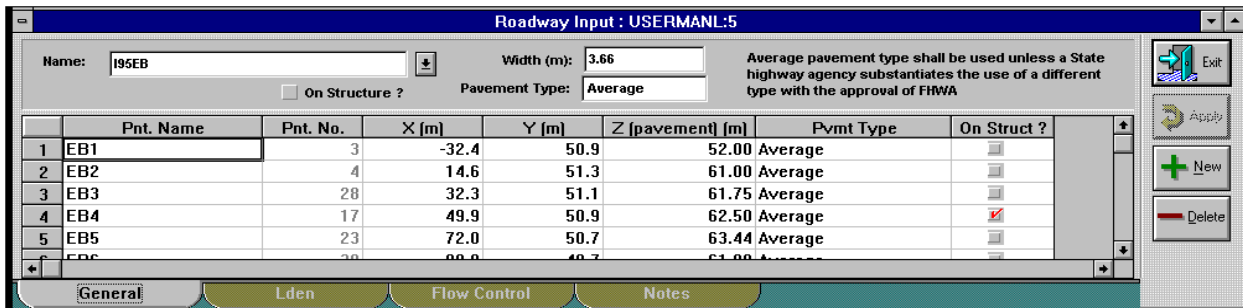 Roadway Input : USERMANL:5
Name: I95EB Width (m): 3.66 Average pavement type shall be used unless a State
highway agency substantiates the use of a different
type with the approval of FHWA
On Structure ? Pavement Type: Average
Exit
Apply
New
Delete
Pnt. Name Pnt. No. X (m) Y (m) Z (pavement) (m) Pvmt Type On Struct ?
1 EB1 3 -32.4 50.9 52.00 Average
2 EB2 4 14.6 51.3 61.00 Average
3 EB3 28 32.3 51.1 61.75 Average
4 EB4 17 49.9 50.9 62.50 Average
5 EB5 23 72.0 50.7 63.44 Average
General Lden Flow Control Notes